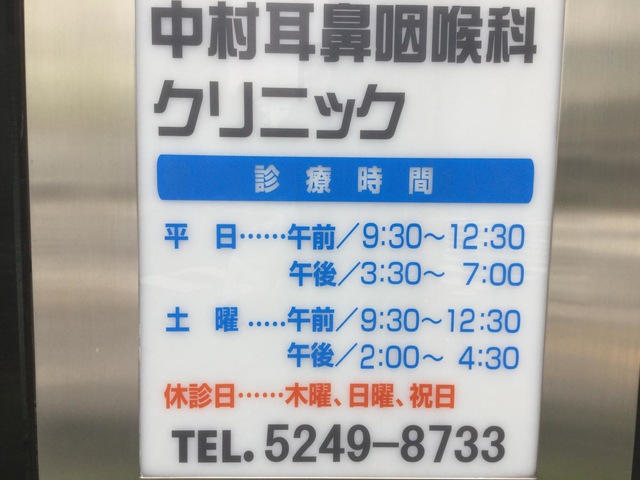 中村耳鼻咽喉科
クリニック
診療時間
平日……午前／9:30～12:30
午後／3:30～ 7:00
土曜……午前／9:30～12:30
午後／2:00～ 4:30
休診日……木曜、日曜、祝日
TEL. 5249-8733